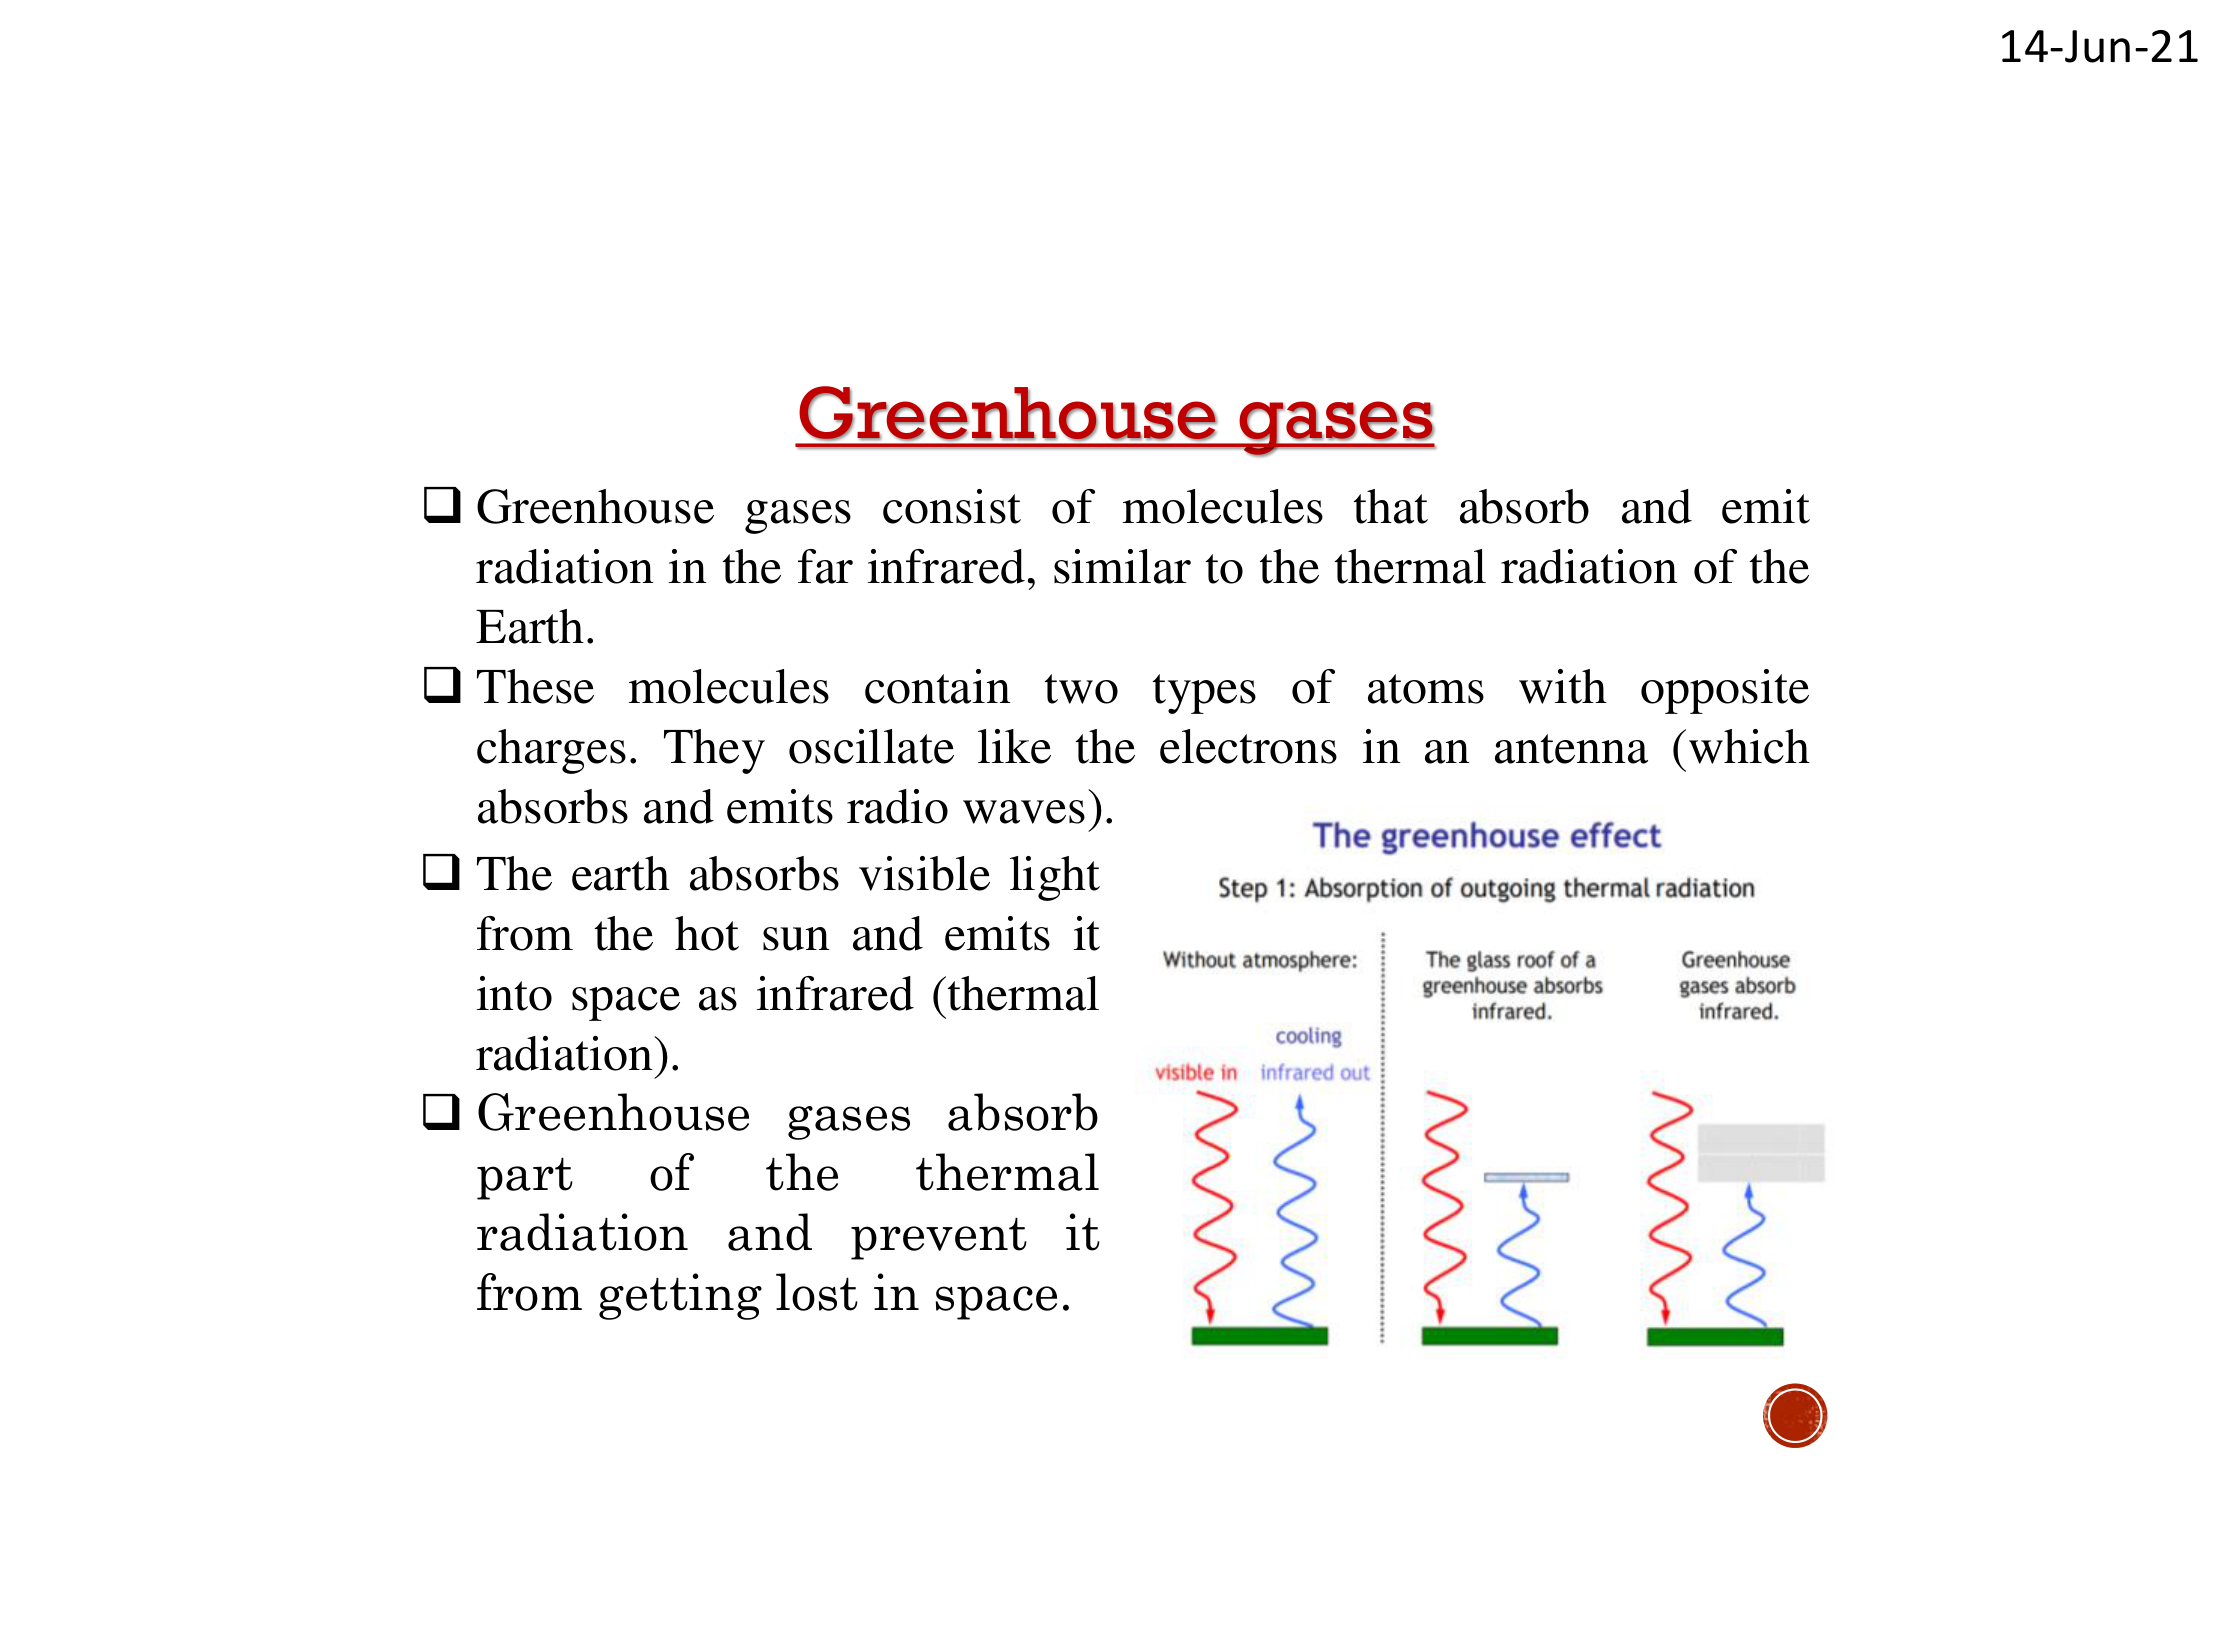 14-Jun-21
Greenhouse gases
Greenhouse gases consist of molecules that absorb and emit
radiation in the far infrared, similar to the thermal radiation of the
Earth.
These molecules contain two types of atoms with opposite
charges. They oscillate like the electrons in an antenna (which
absorbs and emits radio waves).
The earth absorbs visible light
from the hot sun and emits it
into space as infrared (thermal
radiation).
Greenhouse gases absorb
part of the thermal
radiation and prevent it
from getting lost in space.
The greenhouse effect
Step 1: Absorption of outgoing thermal radiation
Without atmosphere:
cooling
visible in infrared out
The glass roof of a
greenhouse absorbs
infrared.
Greenhouse
gases absorb
infrared.